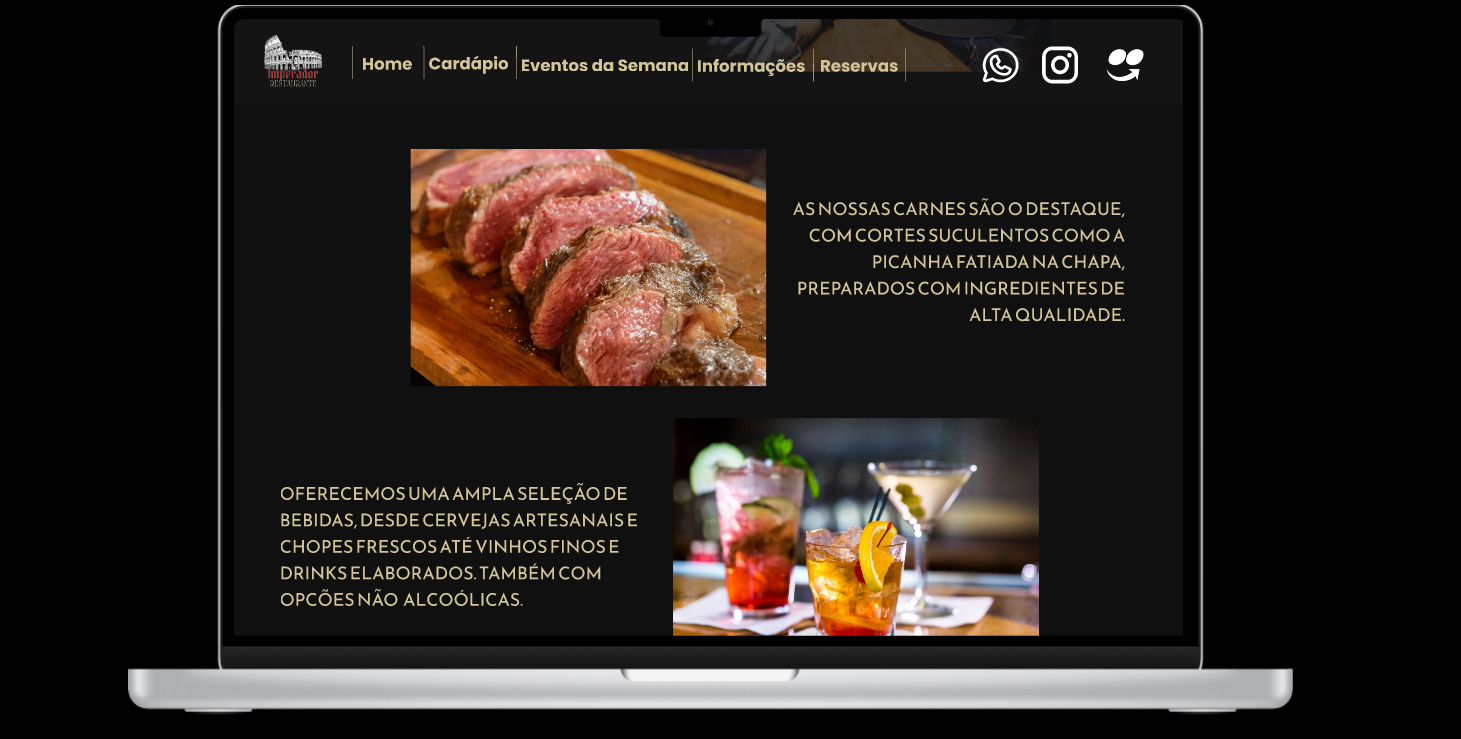 Imperador
RESTAURANTE
Home
Cardápio
Eventos da Semana
Informações
Reservas
AS NOSSAS CARNES SÃO O DESTAQUE,
COM CORTES SUCULENTOS COMO A
PICANHA FATIADA NA CHAPA,
PREPARADOS COM INGREDIENTES DE
ALTA QUALIDADE.
OFERECEMOS UMA AMPLA SELEÇÃO DE
BEBIDAS, DESDE CERVEJAS ARTESANAIS E
CHOPES FRESCOS ATÉ VINHOS FINOS E
DRINKS ELABORADOS. TAMBÉM COM
OPCÕES NÃO ALCOÓLICAS.